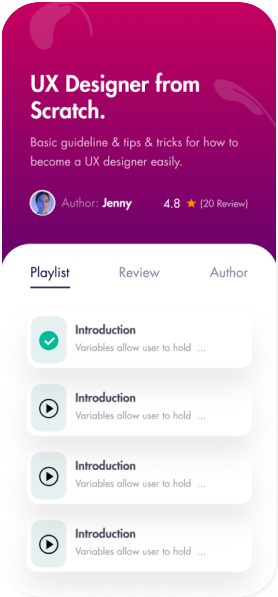 UX Designer from
Scratch.
Basic guideline & tips & tricks for how to
become a UX designer easily.
Author: Jenny 4.8 (20 Review)
Playlist Review Author
Introduction
Variables allow user to hold ...
Introduction
Variables allow user to hold ...
Introduction
Variables allow user to hold ...
Introduction
Variables allow user to hold ...